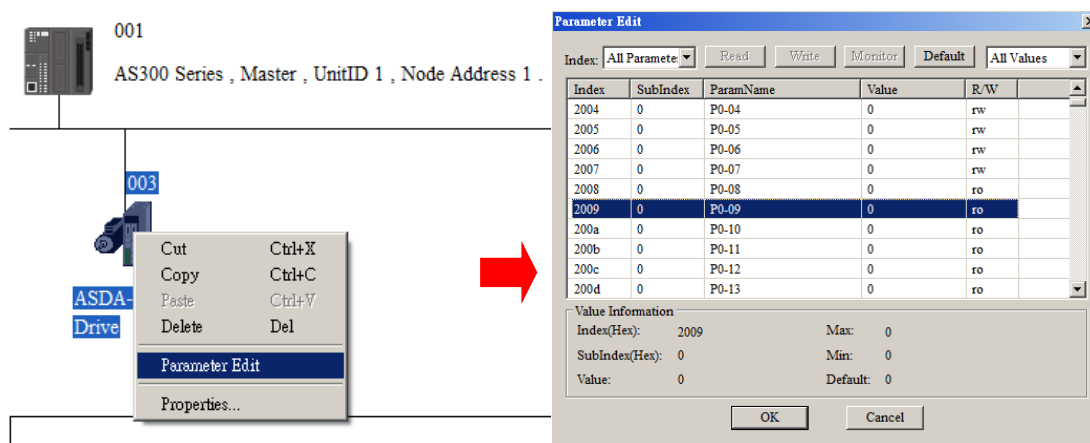 001
AS300 Series , Master , UnitID 1 , Node Address 1 .
003
ASDA-
Drive
Cut Ctrl+X
Copy Ctrl+C
Paste Ctrl+V
Delete Del
Parameter Edit
Properties...
Parameter Edit
Index: All Paramete Read Write Monitor Default All Values
Index SubIndex ParamName Value R/W
2004 0 P0-04 0 rw
2005 0 P0-05 0 rw
2006 0 P0-06 0 rw
2007 0 P0-07 0 rw
2008 0 P0-08 0 ro
2009 0 P0-09 0 ro
200a 0 P0-10 0 ro
200b 0 P0-11 0 ro
200c 0 P0-12 0 ro
200d 0 P0-13 0 ro
Value Information
Index(Hex): 2009 Max: 0
SubIndex(Hex): 0 Min: 0
Value: 0 Default: 0
OK Cancel